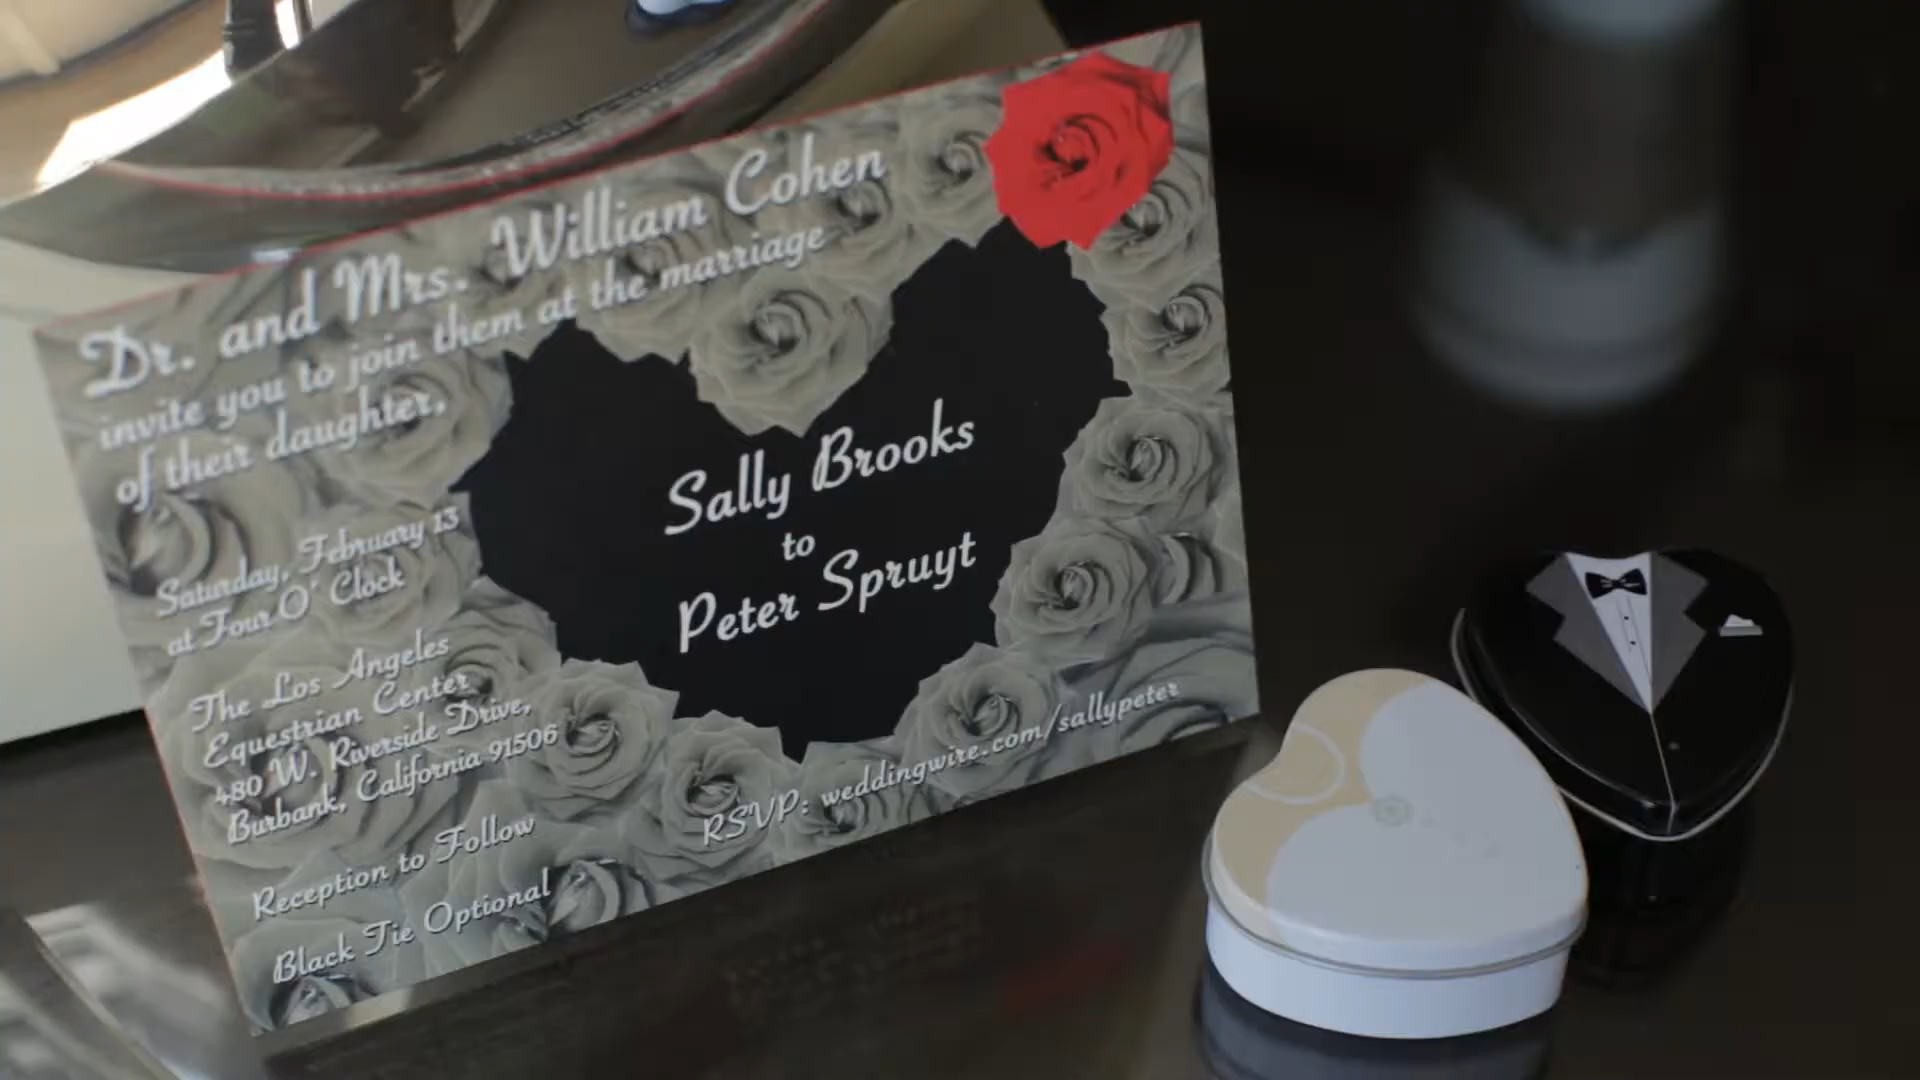 Dr. and Mrs. William Cohen
invite you to join them at the marriage
of their daughter,
Sally Brooks
to
Peter Spruyt
Saturday, February 13
at Four O' Clock
The Los Angeles
Equestrian Center
480 W. Riverside Drive,
Burbank, California 91506
Reception to Follow
Black Tie Optional
RSVP: weddingwire.com/sallypeter